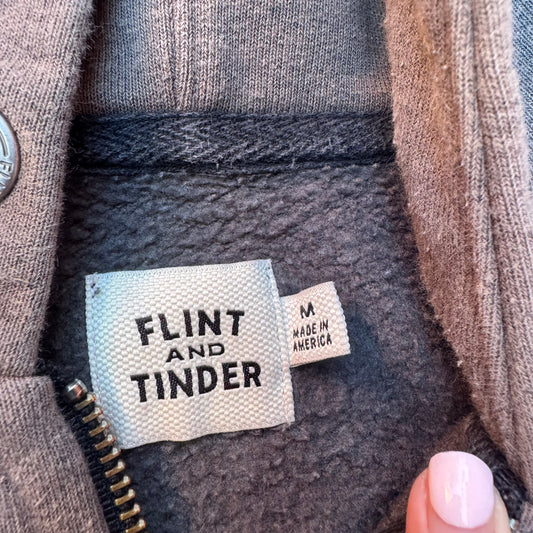 FLINT
AND
TINDER
M
MADE IN
AMERICA